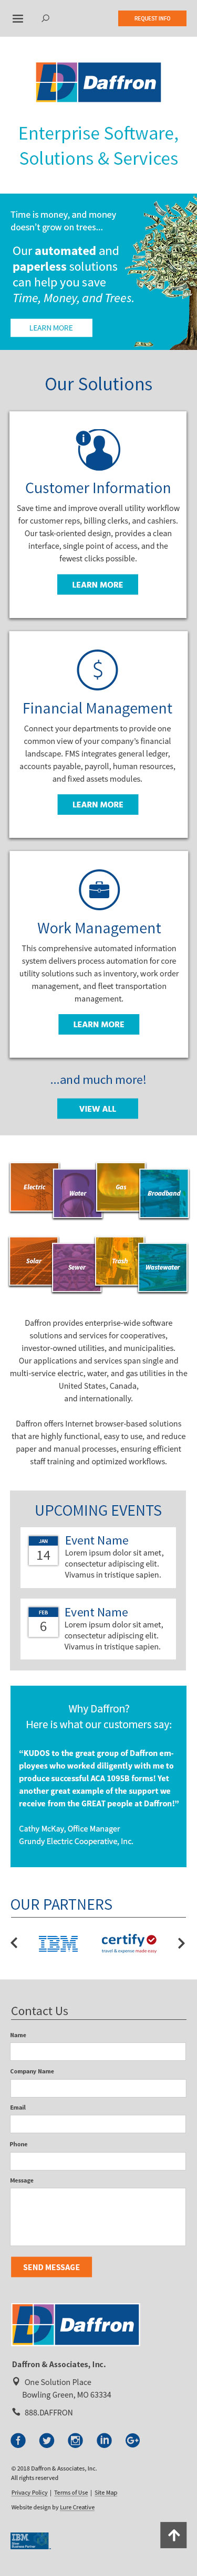 REQUEST INFO
Daffron
Enterprise Software,
Solutions & Services
Time is money, and money
doesn't grow on trees...
Our automated and
paperless solutions
can help you save
Time, Money, and Trees.
LEARN MORE
Our Solutions
Customer Information
Save time and improve overall utility workflow
for customer reps, billing clerks, and cashiers.
Our task-oriented design, provides a clean
interface, single point of access, and the
fewest clicks possible.
LEARN MORE
Financial Management
Connect your departments to provide one
common view of your company's financial
landscape. FMS integrates general ledger,
accounts payable, payroll, human resources,
and fixed assets modules.
LEARN MORE
Work Management
This comprehensive automated information
system delivers process automation for core
utility solutions such as inventory, work order
management, and fleet transportation
management.
LEARN MORE
...and much more!
VIEW ALL
Electric
Water
Gas
Broadband
Solar
Sewer
Trash
Wastewater
Daffron provides enterprise-wide software
solutions and services for cooperatives,
investor-owned utilities, and municipalities.
Our applications and services span single and
multi-service electric, water, and gas utilities in the
United States, Canada,
and internationally.
Daffron offers Internet browser-based solutions
that are highly functional, easy to use, and reduce
paper and manual processes, ensuring efficient
staff training and optimized workflows.
UPCOMING EVENTS
JAN
14
Event Name
Lorem ipsum dolor sit amet,
consectetur adipiscing elit.
Vivamus in tristique sapien.
FEB
6
Event Name
Lorem ipsum dolor sit amet,
consectetur adipiscing elit.
Vivamus in tristique sapien.
Why Daffron?
Here is what our customers say:
"KUDOS to the great group of Daffron em-
ployees who worked diligently with me to
produce successful ACA 1095B forms! Yet
another great example of the support we
receive from the GREAT people at Daffron!"
Cathy McKay, Office Manager
Grundy Electric Cooperative, Inc.
OUR PARTNERS
IBM
certify
travel & expense made easy
Contact Us
Name
Company Name
Email
Phone
Message
SEND MESSAGE
Daffron
Daffron & Associates, Inc.
One Solution Place
Bowling Green, MO 63334
888.DAFFRON
© 2018 Daffron & Associates, Inc.
All rights reserved
Privacy Policy | Terms of Use | Site Map
Website design by Lure Creative
IBM
Business Partner